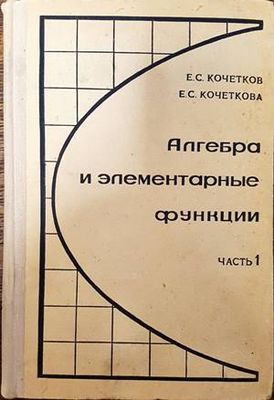 Е.С. КОЧЕТКОВ
Е.С. КОЧЕТКОВА
Алгебра
и элементарные
функции
ЧАСТЬ 1